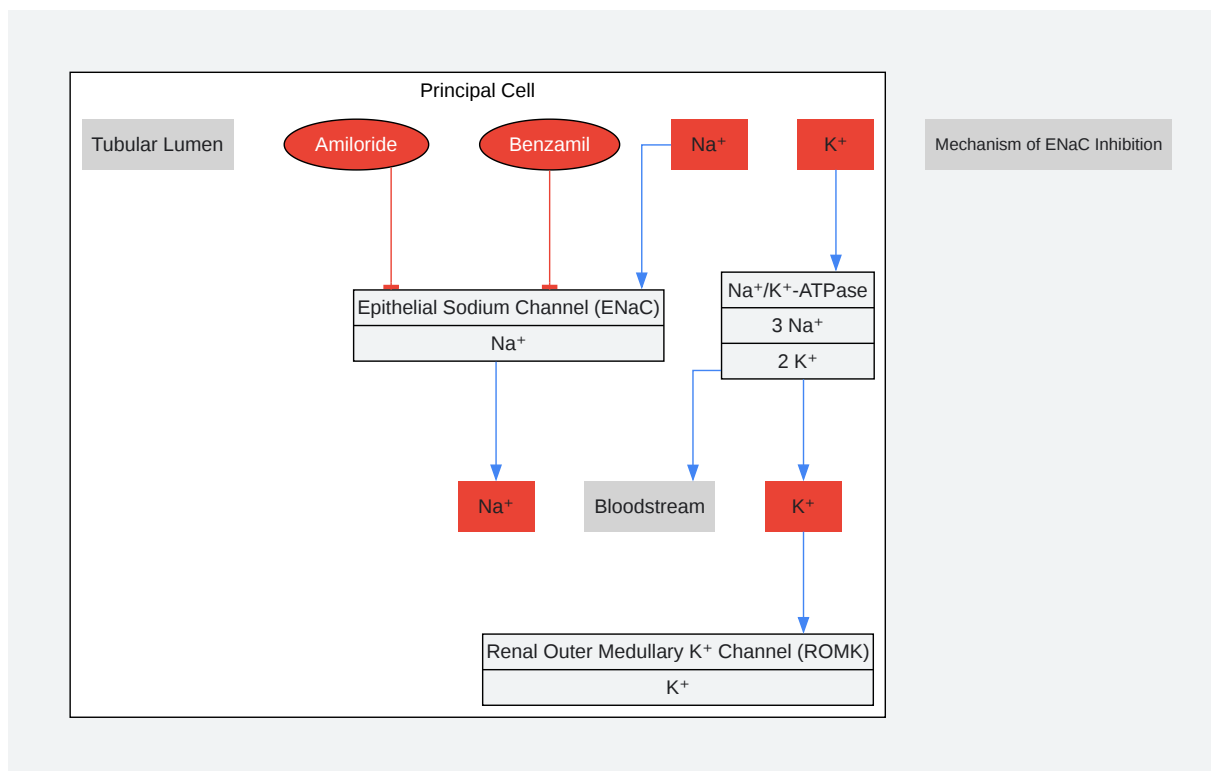 Principal Cell
Tubular Lumen
Amiloride
Benzamil
Na⁺
K⁺
Mechanism of ENaC Inhibition
Na⁺/K⁺-ATPase
3 Na⁺
2 K⁺
Epithelial Sodium Channel (ENaC)
Na⁺
Na⁺
Bloodstream
K⁺
Renal Outer Medullary K⁺ Channel (ROMK)
K⁺